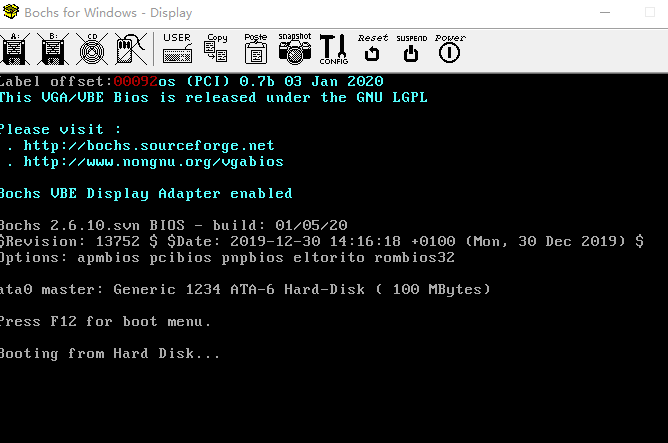 Bochs for Windows - Display
A: B: CD USER Copy Paste snapshot CONFIG Reset SUSPEND Power
Label offset:00092os (PCI) 0.7b 03 Jan 2020
This VGA/VBE Bios is released under the GNU LGPL
Please visit :
. http://bochs.sourceforge.net
. http://www.nongnu.org/vgabios
Bochs VBE Display Adapter enabled
Bochs 2.6.10.svn BIOS - build: 01/05/20
$Revision: 13752 $ $Date: 2019-12-30 14:16:18 +0100 (Mon, 30 Dec 2019) $
Options: apmbios pcibios pnpbios eltorito rombios32
ata0 master: Generic 1234 ATA-6 Hard-Disk ( 100 MBytes)
Press F12 for boot menu.
Booting from Hard Disk...